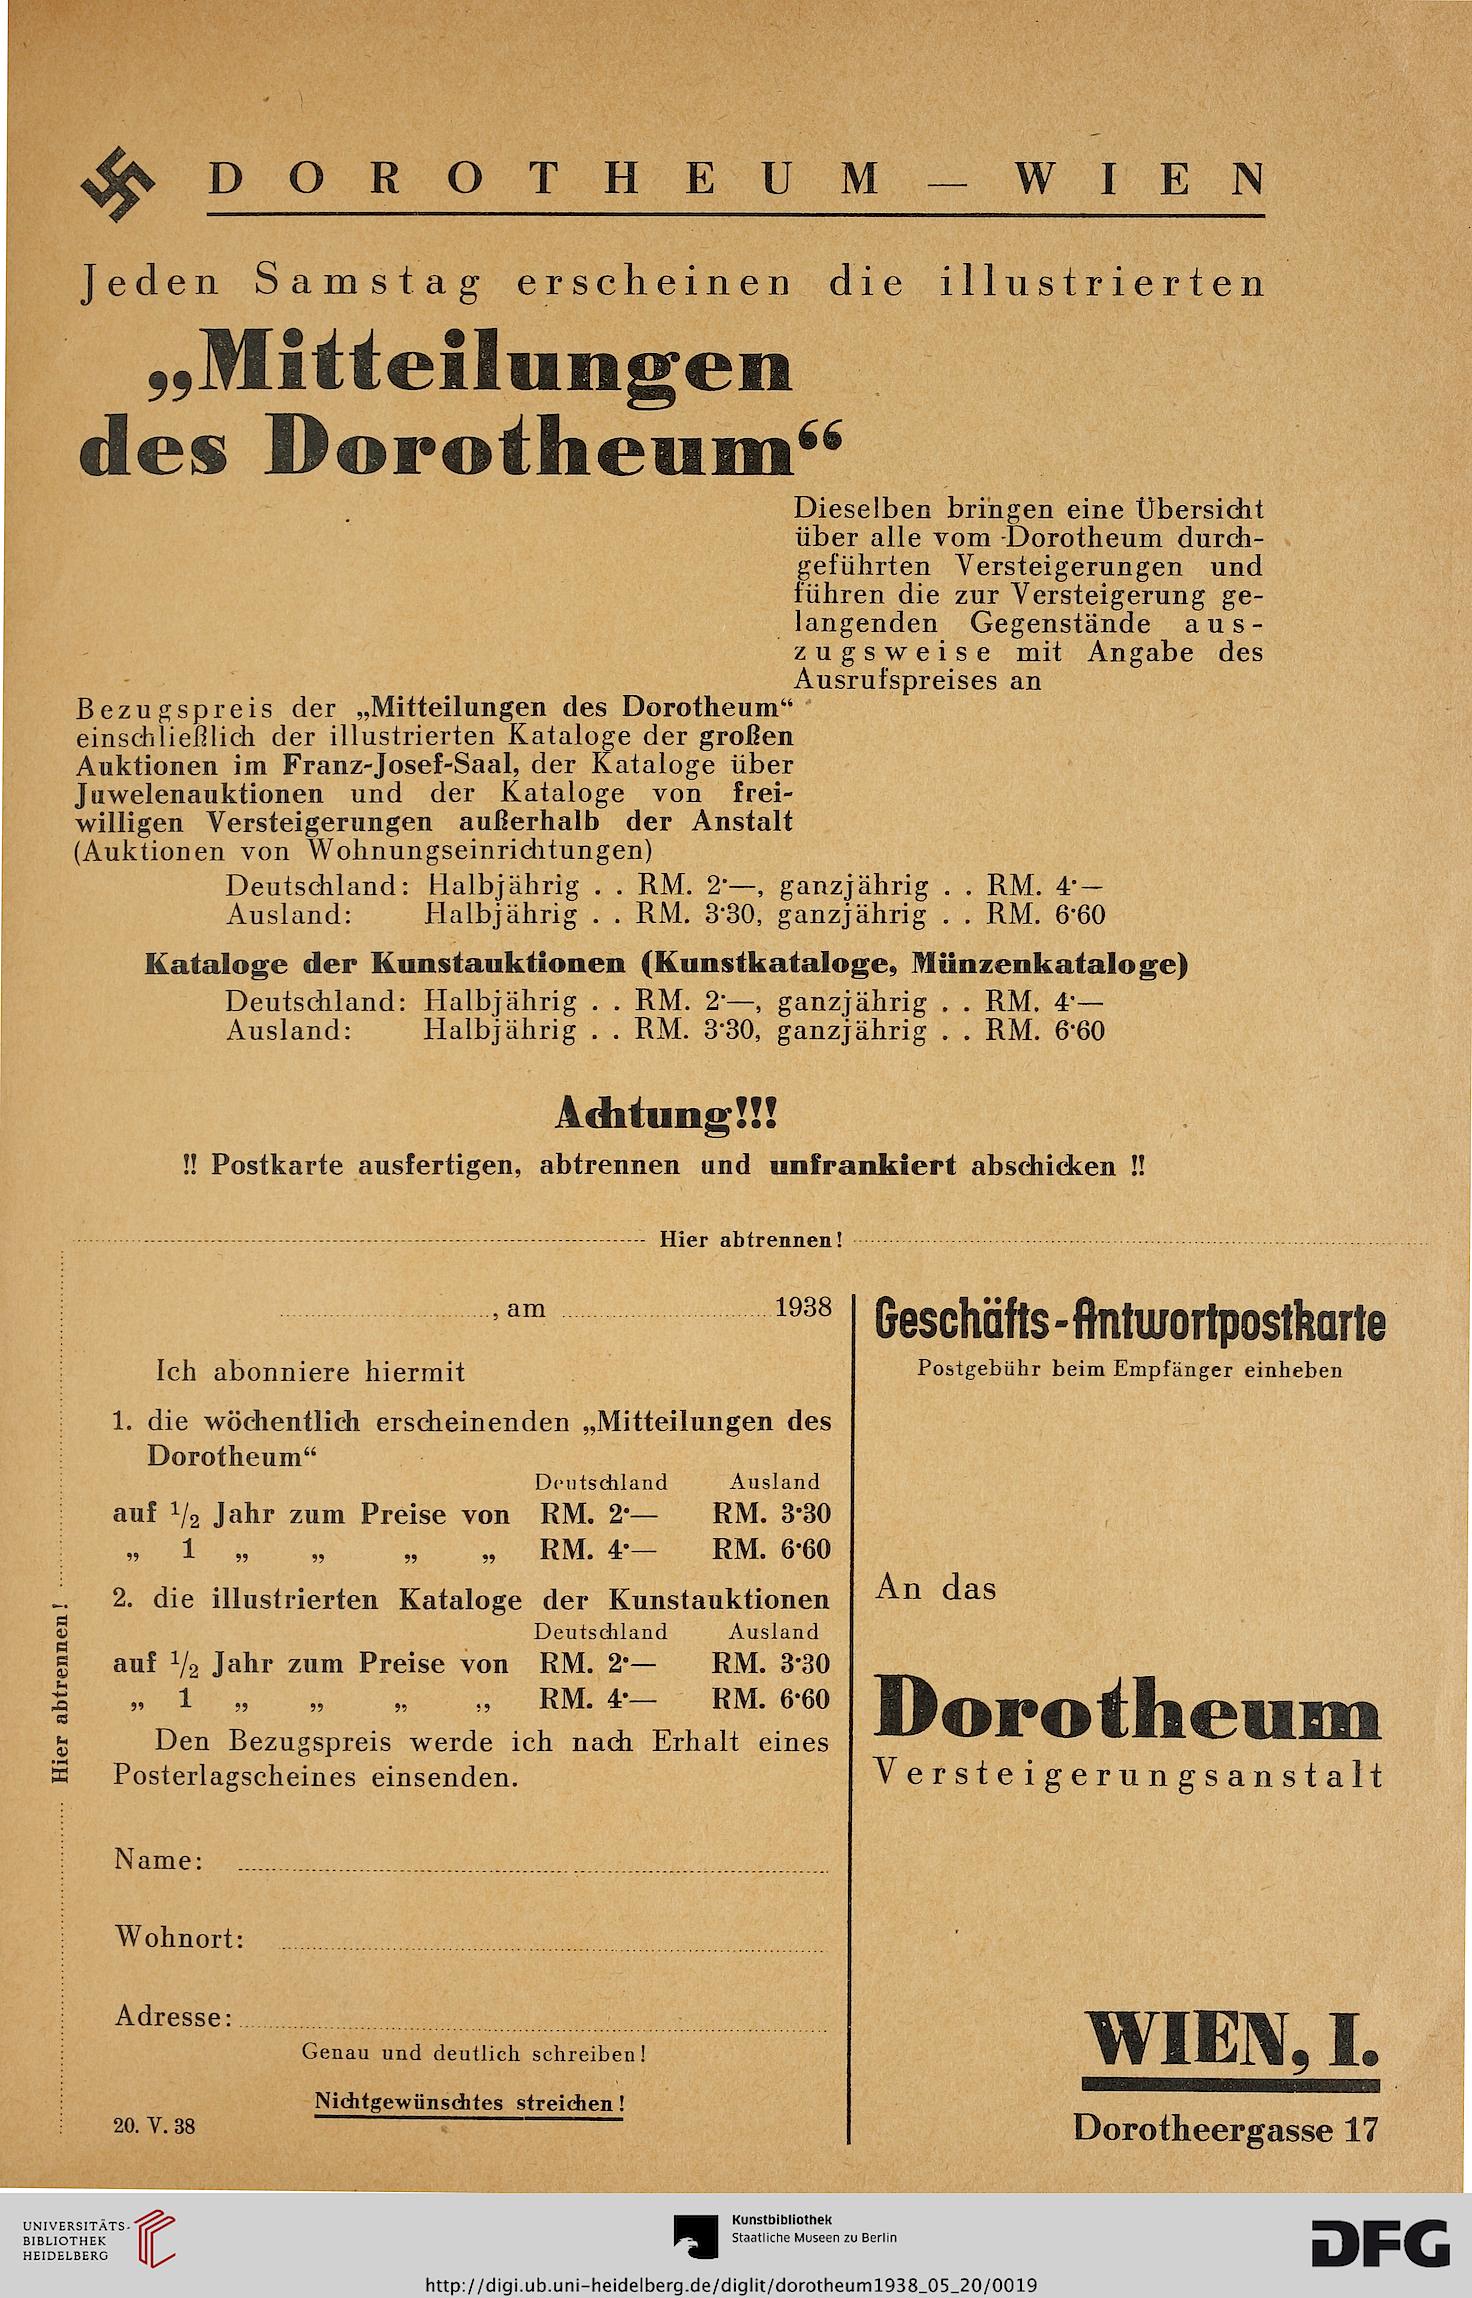 DOROTHEUM — WIEN
Jeden Samstag erscheinen die illustrierten
„Mitteilungen
des Dorotheum“
Dieselben bringen eine Übersicht
über alle vom Dorotheum durch-
geführten Versteigerungen und
führen die zur Versteigerung ge-
langenden Gegenstände aus-
zugsweise mit Angabe des
Ausrufspreises an
Bezugspreis der „Mitteilungen des Dorotheum“
einschließlich der illustrierten Kataloge der großen
Auktionen im Franz-Josef-Saal, der Kataloge über
Juwelenauktionen und der Kataloge von frei-
willigen Versteigerungen außerhalb der Anstalt
(Auktionen von Wohnungseinrichtungen)
Deutschland: Halbjährig . . RM. 2·—, ganzjährig . . RM. 4·—
Ausland: Halbjährig . . RM. 3·30, ganzjährig . . RM. 6·60
Kataloge der Kunstauktionen (Kunstkataloge, Münzenkataloge)
Deutschland: Halbjährig . . RM. 2·—, ganzjährig . . RM. 4·—
Ausland: Halbjährig . . RM. 3·30, ganzjährig . . RM. 6·60
Achtung!!!
!! Postkarte ausfertigen, abtrennen und unfrankiert abschicken !!
Hier abtrennen!
Hier abtrennen!
, am 1938
Ich abonniere hiermit
1. die wöchentlich erscheinenden „Mitteilungen des
Dorotheum“
Deutschland Ausland
auf 1/2 Jahr zum Preise von RM. 2·— RM. 3·30
„ 1 „ „ „ „ RM. 4·— RM. 6·60
2. die illustrierten Kataloge der Kunstauktionen
Deutschland Ausland
auf 1/2 Jahr zum Preise von RM. 2·— RM. 3·30
„ 1 „ „ „ „ RM. 4·— RM. 6·60
Den Bezugspreis werde ich nach Erhalt eines
Posterlagscheines einsenden.
Name:
Wohnort:
Adresse:
Genau und deutlich schreiben!
Nichtgewünschtes streichen!
20. V. 38
Geschäfts-Antwortpostkarte
Postgebühr beim Empfänger einheben
An das
Dorotheum
Versteigerungsanstalt
WIEN, I.
Dorotheergasse 17
UNIVERSITÄTS-
BIBLIOTHEK
HEIDELBERG
Kunstbibliothek
Staatliche Museen zu Berlin
DFG
http://digi.ub.uni-heidelberg.de/diglit/dorotheum1938_05_20/0019